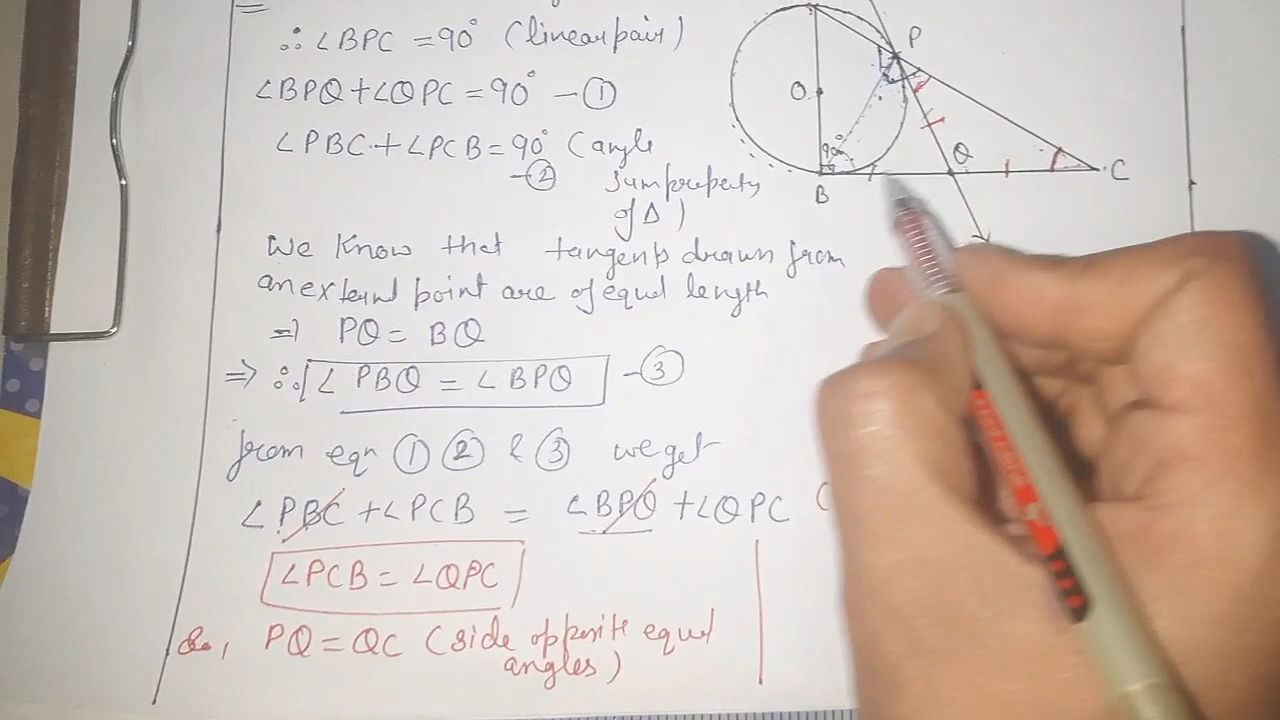 ∴ ∠BPC = 90° (linear pair)
∠BPQ + ∠QPC = 90° — ①
∠PBC + ∠PCB = 90° (angle
— ② sum property
of Δ)
We know that tangents drawn from
an external point are of equal length
⇒ PQ = BQ
⇒ ∴ ∠PBQ = ∠BPQ — ③
from eqn ① ② & ③ we get
∠PBC + ∠PCB = ∠BPQ + ∠QPC (
∠PCB = ∠QPC
So, PQ = QC (side opposite equal
angles)
P
O
90°
Q
C
B